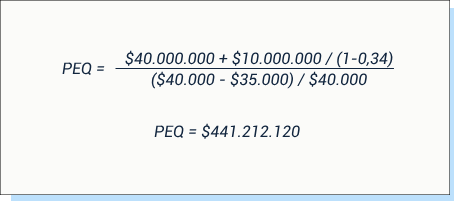 $40.000.000 + $10.000.000 / (1-0,34)
PEQ =
($40.000 - $35.000) / $40.000
PEQ = $441.212.120